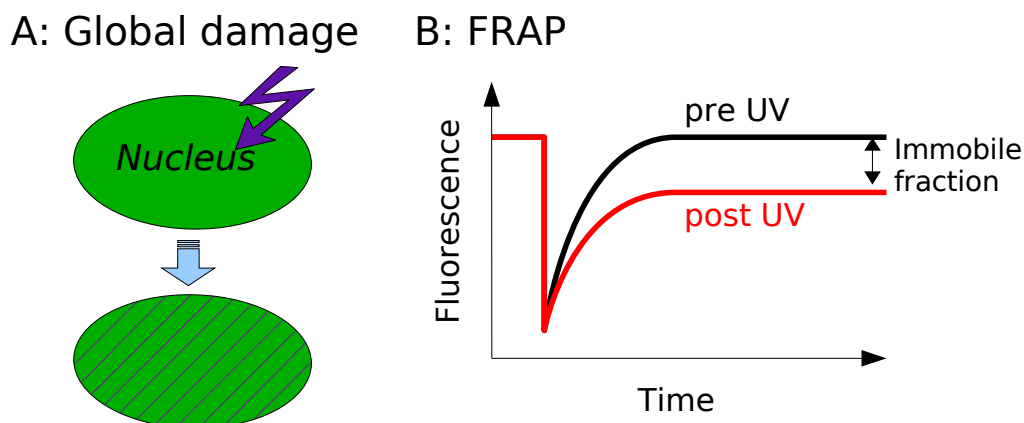 A: Global damage
Nucleus
B: FRAP
Fluorescence
pre UV
post UV
Immobile
fraction
Time